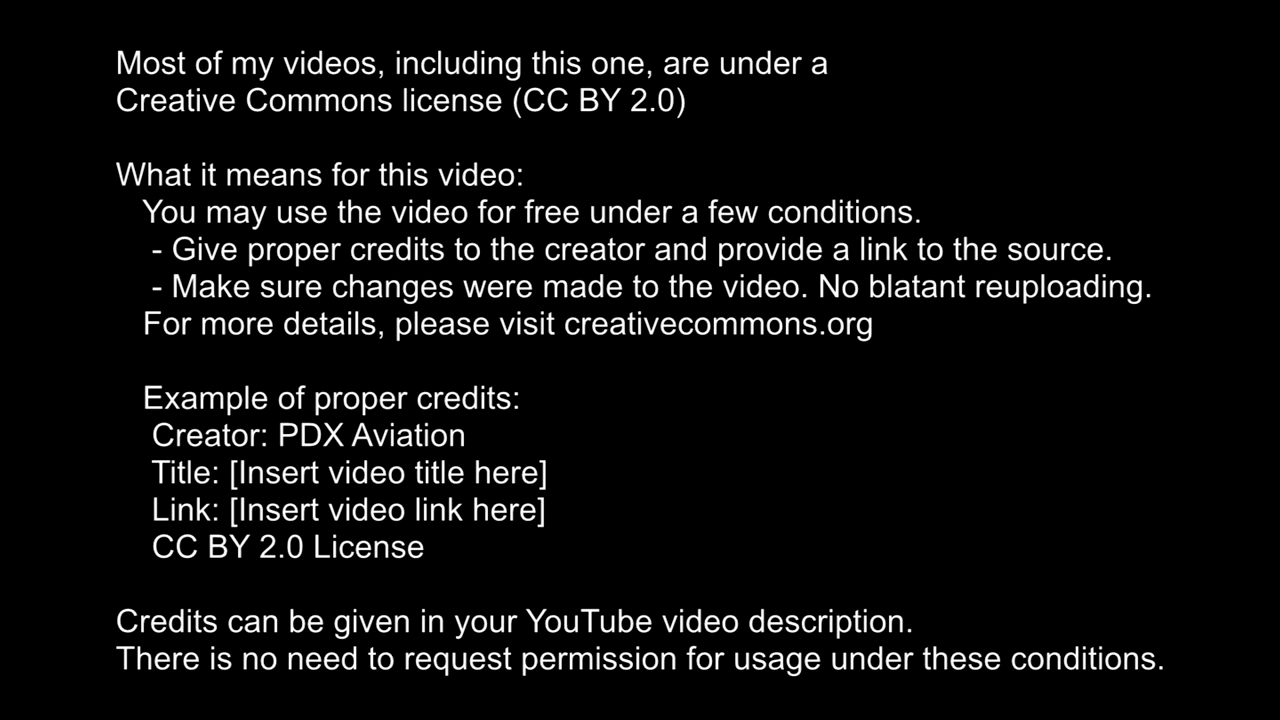 Most of my videos, including this one, are under a
Creative Commons license (CC BY 2.0)
What it means for this video:
You may use the video for free under a few conditions.
- Give proper credits to the creator and provide a link to the source.
- Make sure changes were made to the video. No blatant reuploading.
For more details, please visit creativecommons.org
Example of proper credits:
Creator: PDX Aviation
Title: [Insert video title here]
Link: [Insert video link here]
CC BY 2.0 License
Credits can be given in your YouTube video description.
There is no need to request permission for usage under these conditions.